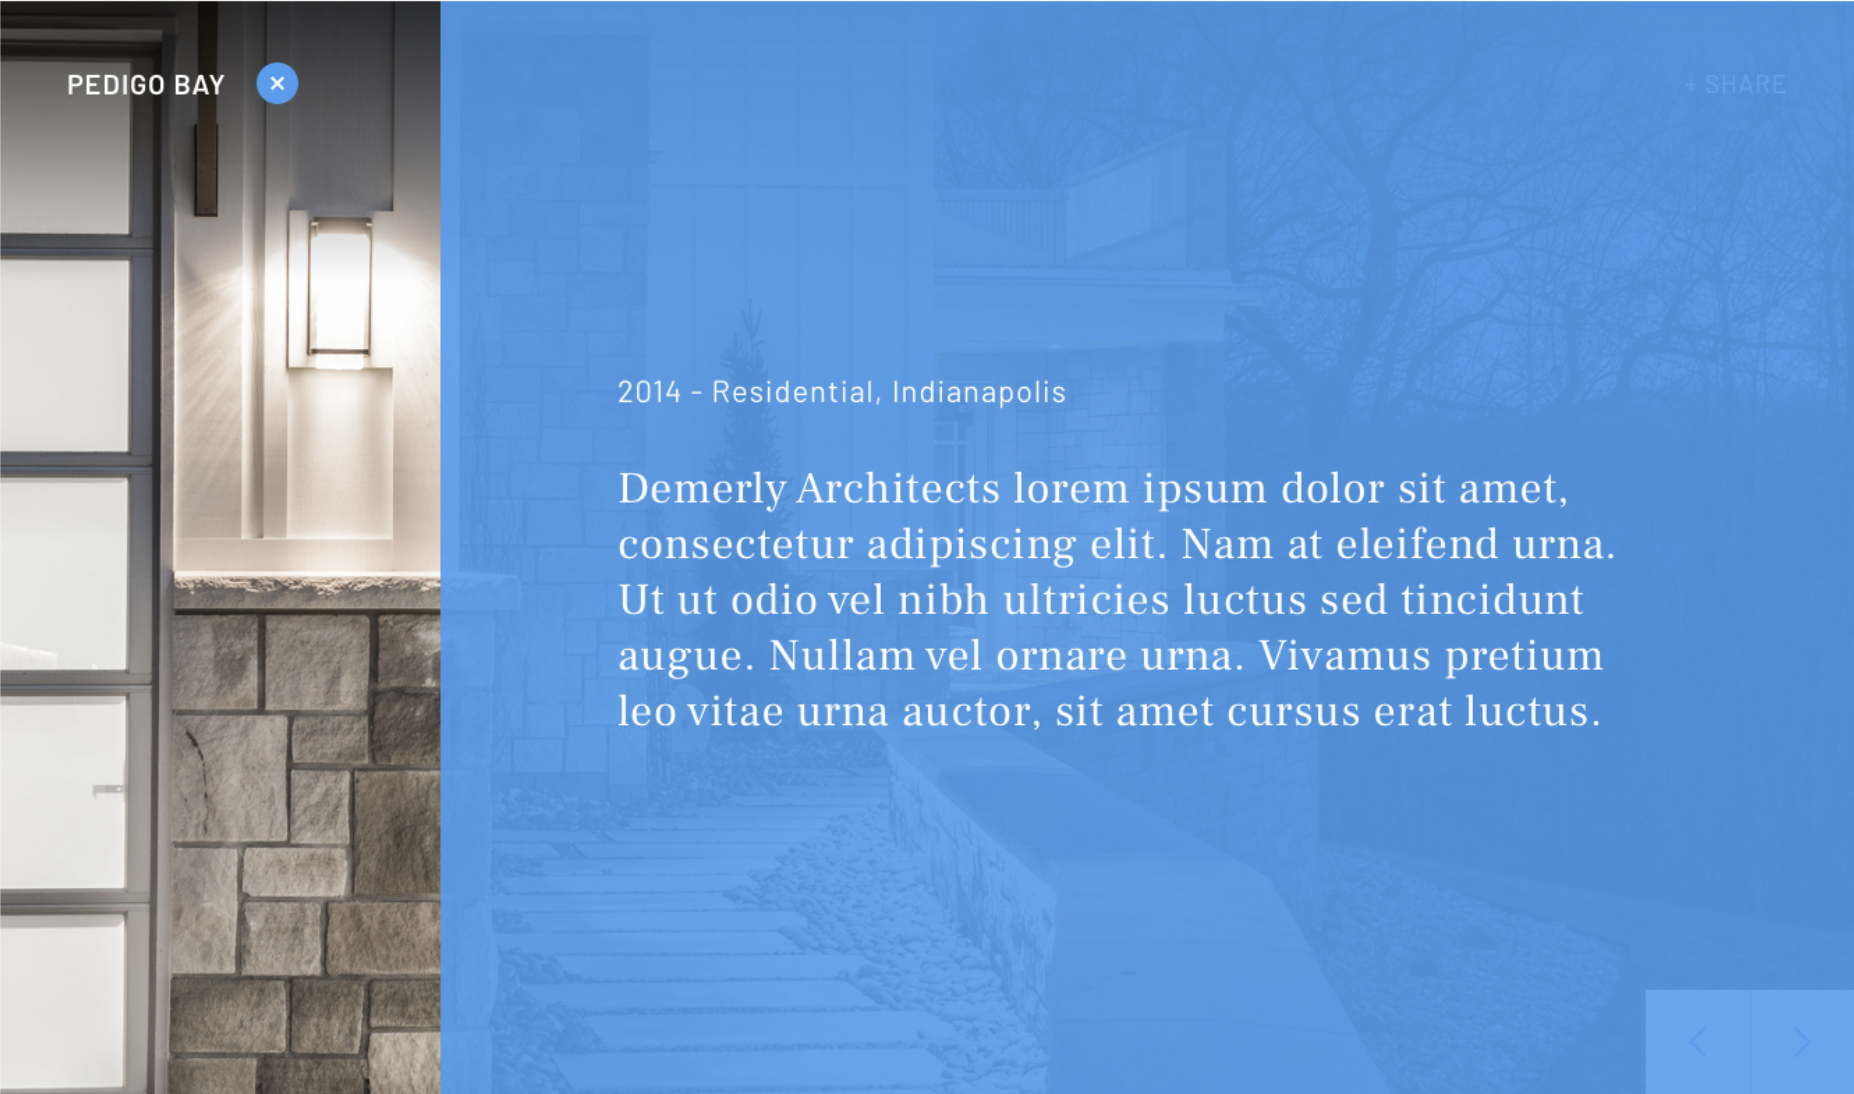 PEDIGO BAY
+ SHARE
2014 - Residential, Indianapolis
Demerly Architects lorem ipsum dolor sit amet,
consectetur adipiscing elit. Nam at eleifend urna.
Ut ut odio vel nibh ultricies luctus sed tincidunt
augue. Nullam vel ornare urna. Vivamus pretium
leo vitae urna auctor, sit amet cursus erat luctus.